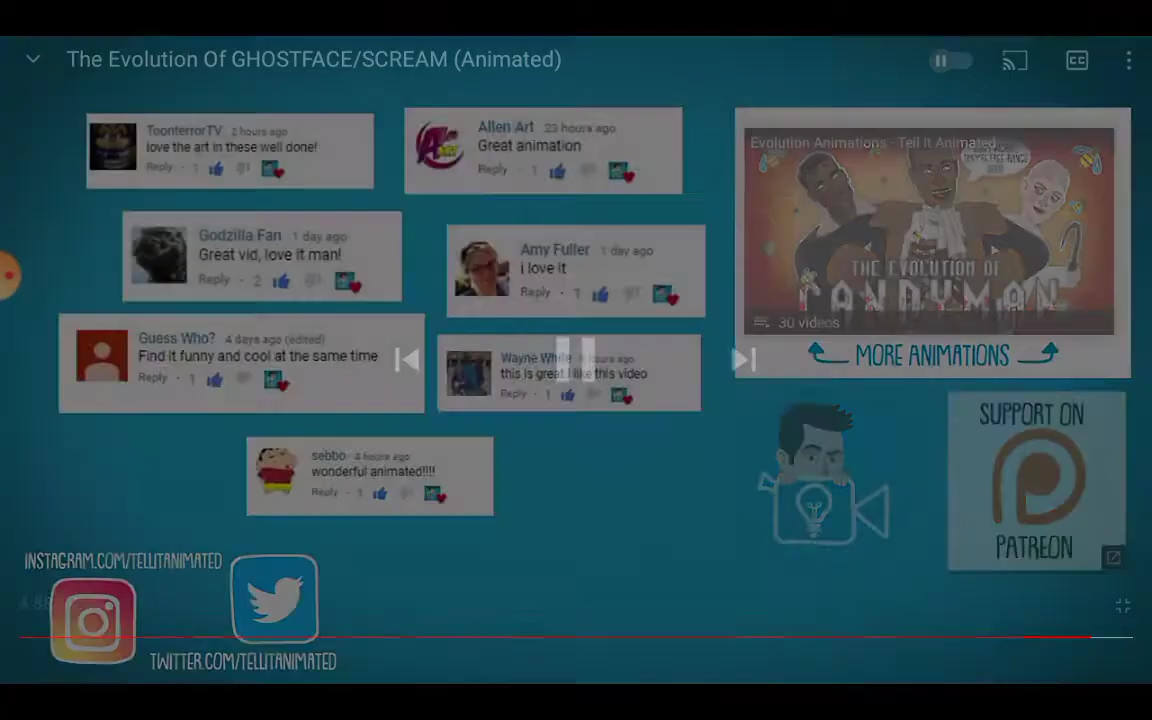 The Evolution Of GHOSTFACE/SCREAM (Animated)
CC
ToonterrorTV 2 hours ago
love the art in these well done!
Reply · 1
Allen Art 23 hours ago
Great animation
Reply · 1
Godzilla Fan 1 day ago
Great vid, love it man!
Reply · 2
Amy Fuller 1 day ago
i love it
Reply · 1
Guess Who? 4 days ago (edited)
Find it funny and cool at the same time
Reply · 1
Wayne White hours ago
this is great I like this video
Reply · 1
sebbo 4 hours ago
wonderful animated!!!!
Reply · 1
Evolution Animations - Tell It Animated
THE EVOLUTION OF
CANDYMAN
30 videos
MORE ANIMATIONS
SUPPORT ON
PATREON
INSTAGRAM.COM/TELLITANIMATED
TWITTER.COM/TELLITANIMATED